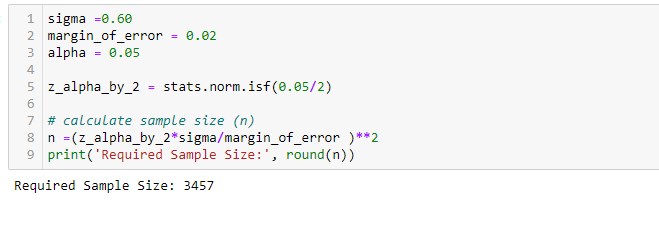 1 sigma =0.60
2 margin_of_error = 0.02
3 alpha = 0.05
4
5 z_alpha_by_2 = stats.norm.isf(0.05/2)
6
7 # calculate sample size (n)
8 n =(z_alpha_by_2*sigma/margin_of_error )**2
9 print('Required Sample Size:', round(n))
Required Sample Size: 3457